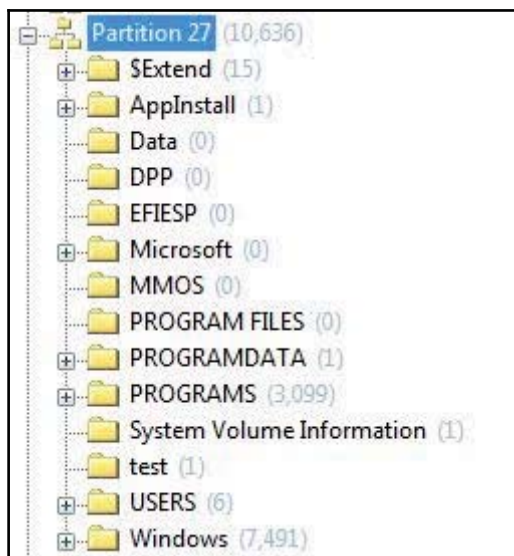 Partition 27 (10,636)
$Extend (15)
AppInstall (1)
Data (0)
DPP (0)
EFIESP (0)
Microsoft (0)
MMOS (0)
PROGRAM FILES (0)
PROGRAMDATA (1)
PROGRAMS (3,099)
System Volume Information (1)
test (1)
USERS (6)
Windows (7,491)